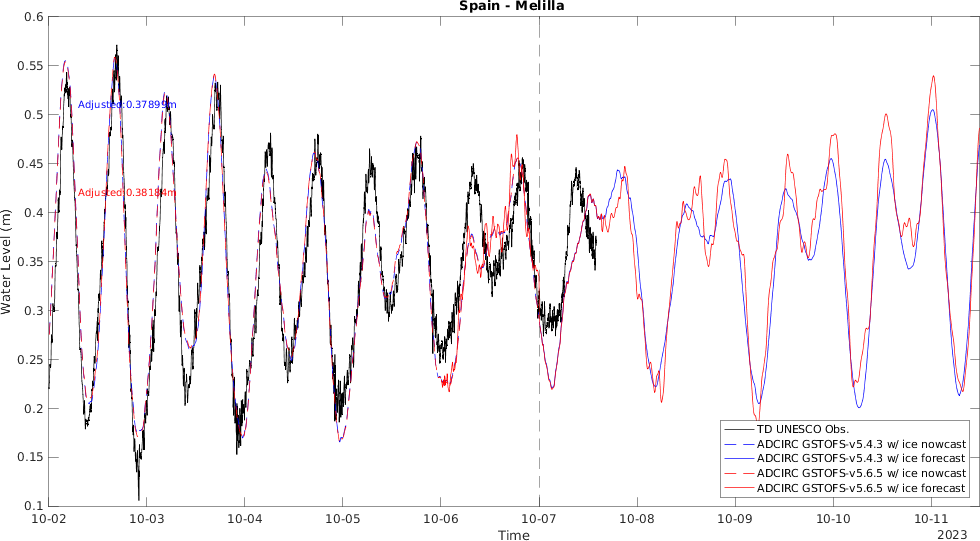 Spain - Melilla
0.6
0.55
0.5
0.45
0.4
0.35
0.3
0.25
0.2
0.15
0.1
Water Level (m)
Adjusted:0.37899m
Adjusted:0.38184m
TD UNESCO Obs.
ADCIRC GSTOFS-v5.4.3 w/ ice nowcast
ADCIRC GSTOFS-v5.4.3 w/ ice forecast
ADCIRC GSTOFS-v5.6.5 w/ ice nowcast
ADCIRC GSTOFS-v5.6.5 w/ ice forecast
10-02 10-03 10-04 10-05 10-06 10-07 10-08 10-09 10-10 10-11
Time
2023